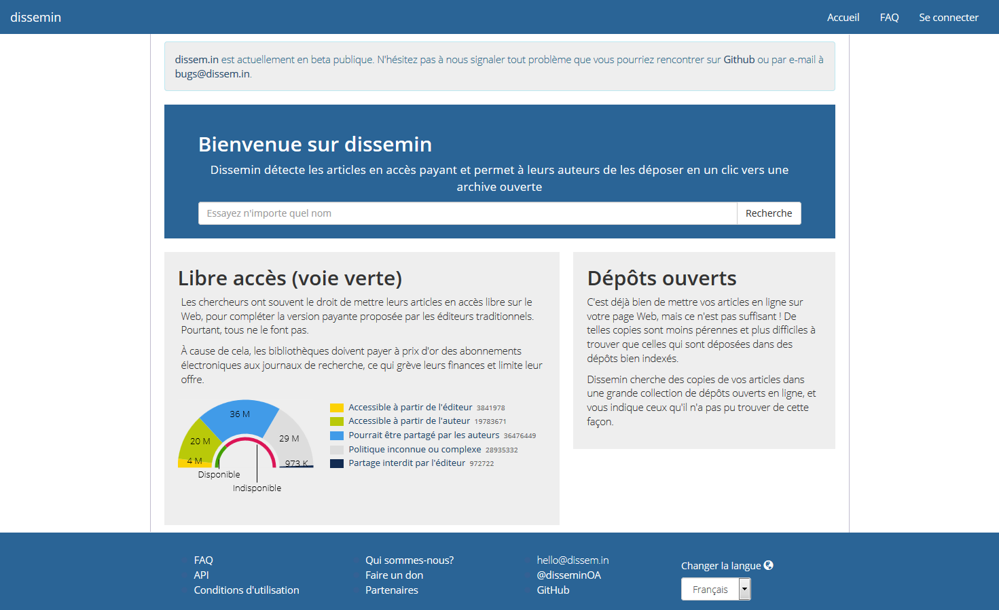 dissemin
Accueil
FAQ
Se connecter
dissem.in est actuellement en beta publique. N'hésitez pas à nous signaler tout problème que vous pourriez rencontrer sur Github ou par e-mail à
bugs@dissem.in.
Bienvenue sur dissemin
Dissemin détecte les articles en accès payant et permet à leurs auteurs de les déposer en un clic vers une
archive ouverte
Essayez n'importe quel nom
Recherche
Libre accès (voie verte)
Les chercheurs ont souvent le droit de mettre leurs articles en accès libre sur le
Web, pour compléter la version payante proposée par les éditeurs traditionnels.
Pourtant, tous ne le font pas.
À cause de cela, les bibliothèques doivent payer à prix d'or des abonnements
électroniques aux journaux de recherche, ce qui grève leurs finances et limite leur
offre.
36 M
20 M
29 M
4 M
973 K
Disponible
Indisponible
Accessible à partir de l'éditeur 3841978
Accessible à partir de l'auteur 19783671
Pourrait être partagé par les auteurs 36476449
Politique inconnue ou complexe 28935332
Partage interdit par l'éditeur 972722
Dépôts ouverts
C'est déjà bien de mettre vos articles en ligne sur
votre page Web, mais ce n'est pas suffisant ! De
telles copies sont moins pérennes et plus difficiles à
trouver que celles qui sont déposées dans des
dépôts bien indexés.
Dissemin cherche des copies de vos articles dans
une grande collection de dépôts ouverts en ligne, et
vous indique ceux qu'il n'a pas pu trouver de cette
façon.
FAQ
API
Conditions d'utilisation
Qui sommes-nous?
Faire un don
Partenaires
hello@dissem.in
@disseminOA
GitHub
Changer la langue
Français